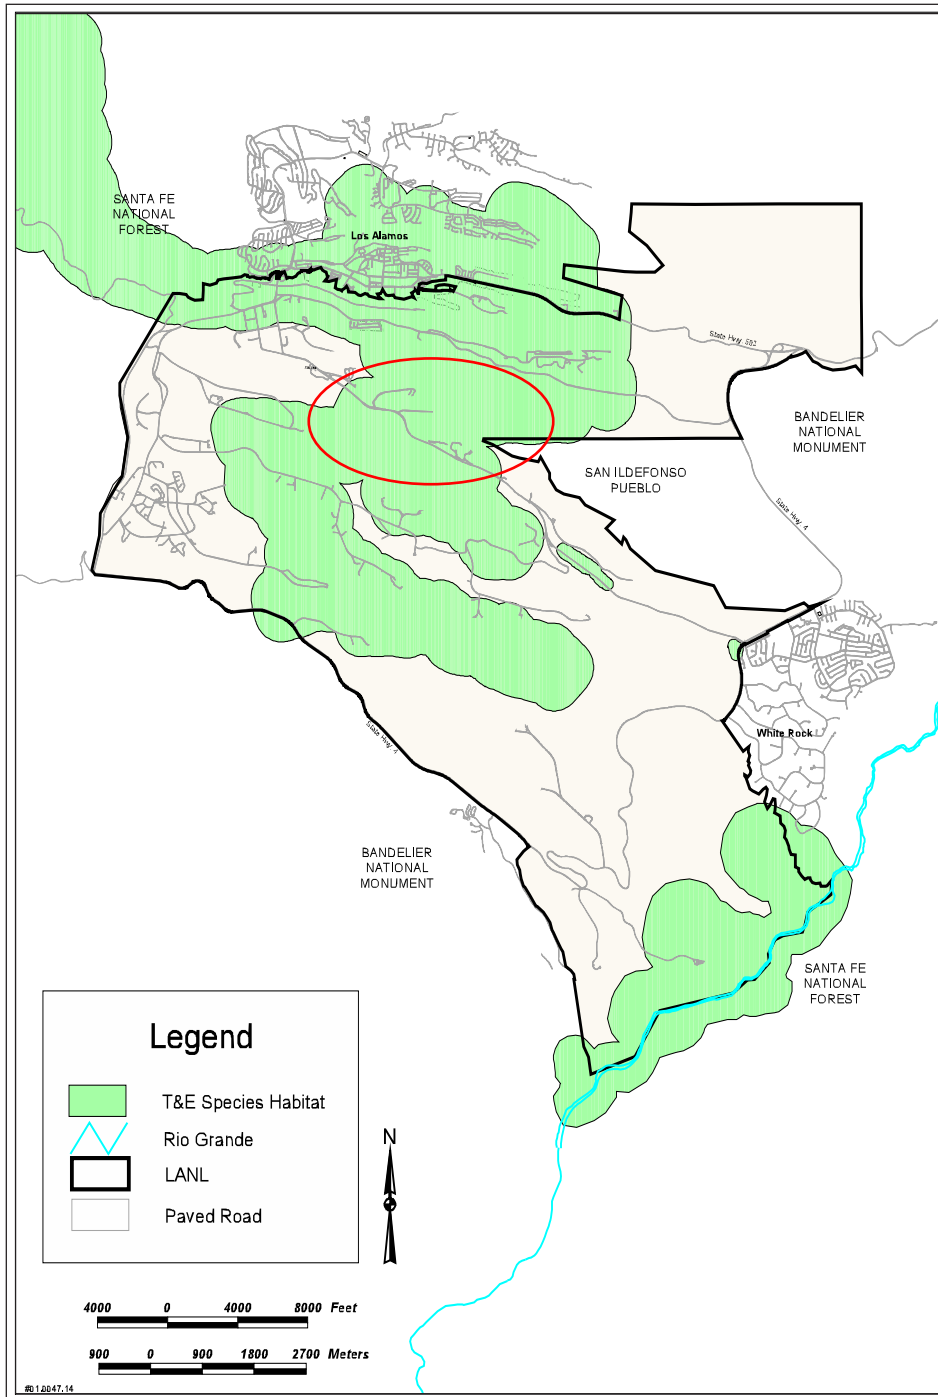 SANTA FE
NATIONAL
FOREST
Los Alamos
State Hwy. 502
BANDELIER
NATIONAL
MONUMENT
SAN ILDEFONSO
PUEBLO
State Hwy. 4
State Hwy. 4
White Rock
BANDELIER
NATIONAL
MONUMENT
SANTA FE
NATIONAL
FOREST
Legend
T&E Species Habitat
Rio Grande
LANL
Paved Road
N
4000 0 4000 8000 Feet
900 0 900 1800 2700 Meters